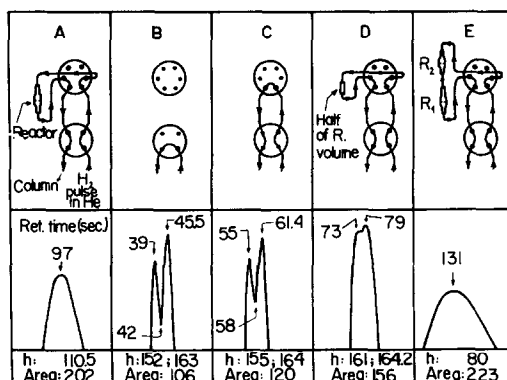 A B C D E
R₂
R₁
Reactor
Half
of R.
volume
Column
H₂
pulse
in He
Ret. time (sec.)
97
39
45.5
42
55
61.4
58
73
79
131
h: 110.5
Area: 202
h: 152 ; 163
Area: 106
h: 155 ; 164
Area: 120
h: 161; 164.2
Area: 156
h: 80
Area: 223